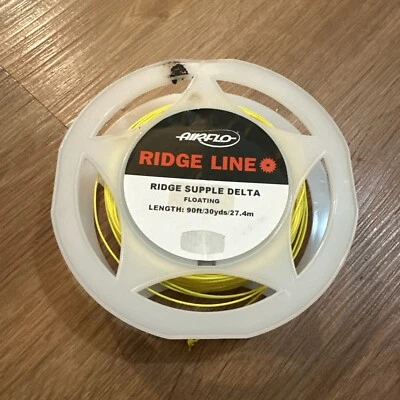 AIRFLO
RIDGE LINE
RIDGE SUPPLE DELTA
FLOATING
LENGTH: 90ft/30yds/27.4m